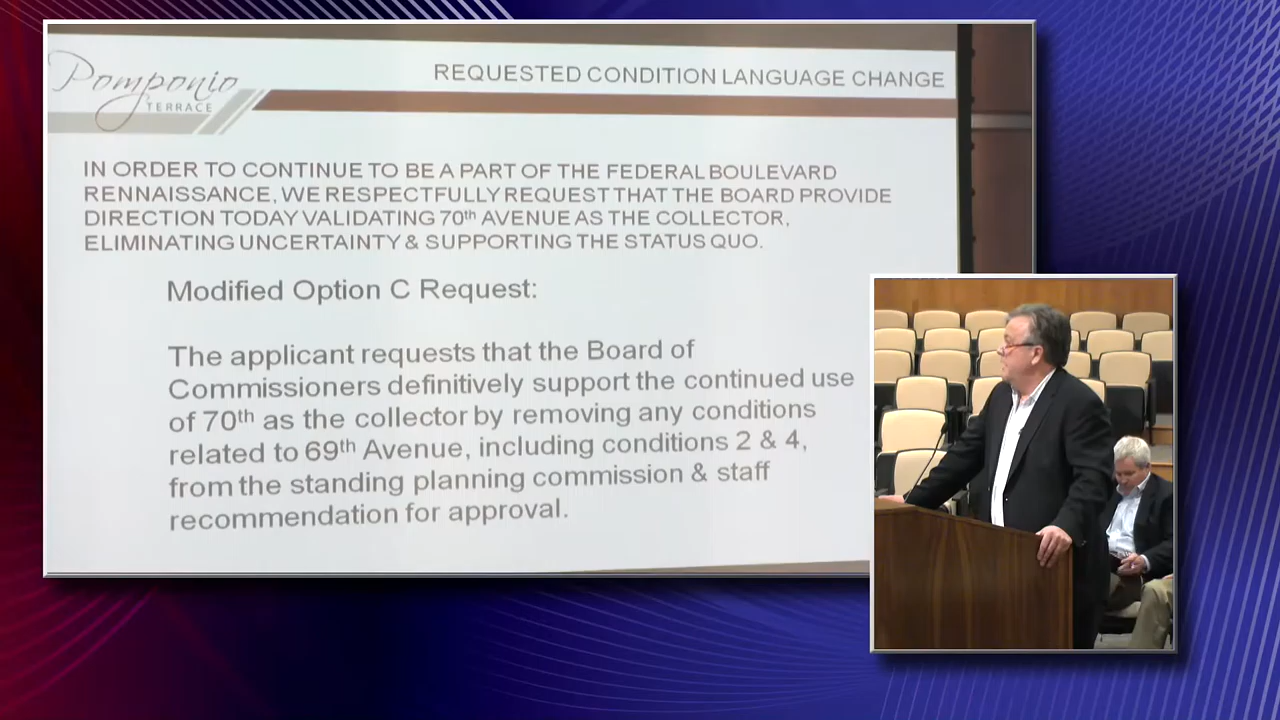 Pomponio
TERRACE
REQUESTED CONDITION LANGUAGE CHANGE
IN ORDER TO CONTINUE TO BE A PART OF THE FEDERAL BOULEVARD
RENNAISSANCE, WE RESPECTFULLY REQUEST THAT THE BOARD PROVIDE
DIRECTION TODAY VALIDATING 70th AVENUE AS THE COLLECTOR,
ELIMINATING UNCERTAINTY & SUPPORTING THE STATUS QUO.
Modified Option C Request:
The applicant requests that the Board of
Commissioners definitively support the continued use
of 70th as the collector by removing any conditions
related to 69th Avenue, including conditions 2 & 4,
from the standing planning commission & staff
recommendation for approval.